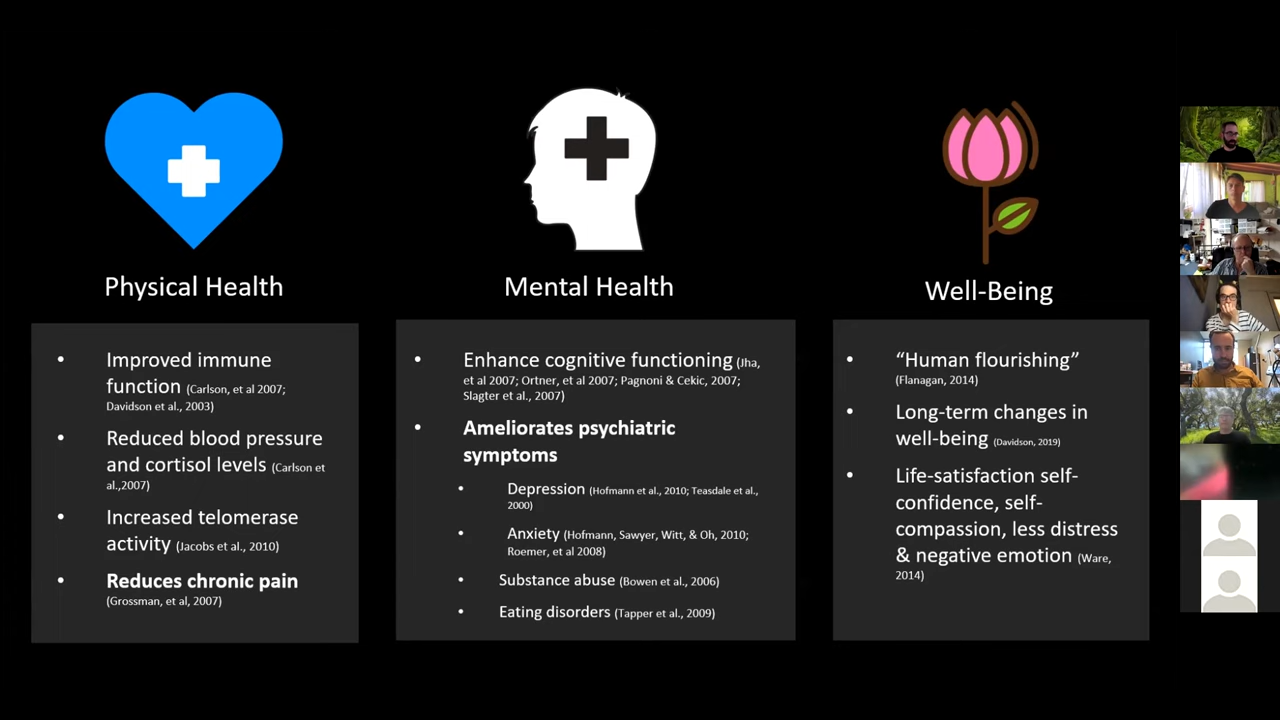 Physical Health
Improved immune
function (Carlson, et al 2007;
Davidson et al., 2003)
Reduced blood pressure
and cortisol levels (Carlson et
al.,2007)
Increased telomerase
activity (Jacobs et al., 2010)
Reduces chronic pain
(Grossman, et al, 2007)
Mental Health
Enhance cognitive functioning (Jha,
et al 2007; Ortner, et al 2007; Pagnoni & Cekic, 2007;
Slagter et al., 2007)
Ameliorates psychiatric
symptoms
Depression (Hofmann et al., 2010; Teasdale et al.,
2000)
Anxiety (Hofmann, Sawyer, Witt, & Oh, 2010;
Roemer, et al 2008)
Substance abuse (Bowen et al., 2006)
Eating disorders (Tapper et al., 2009)
Well-Being
“Human flourishing”
(Flanagan, 2014)
Long-term changes in
well-being (Davidson, 2019)
Life-satisfaction self-
confidence, self-
compassion, less distress
& negative emotion (Ware,
2014)